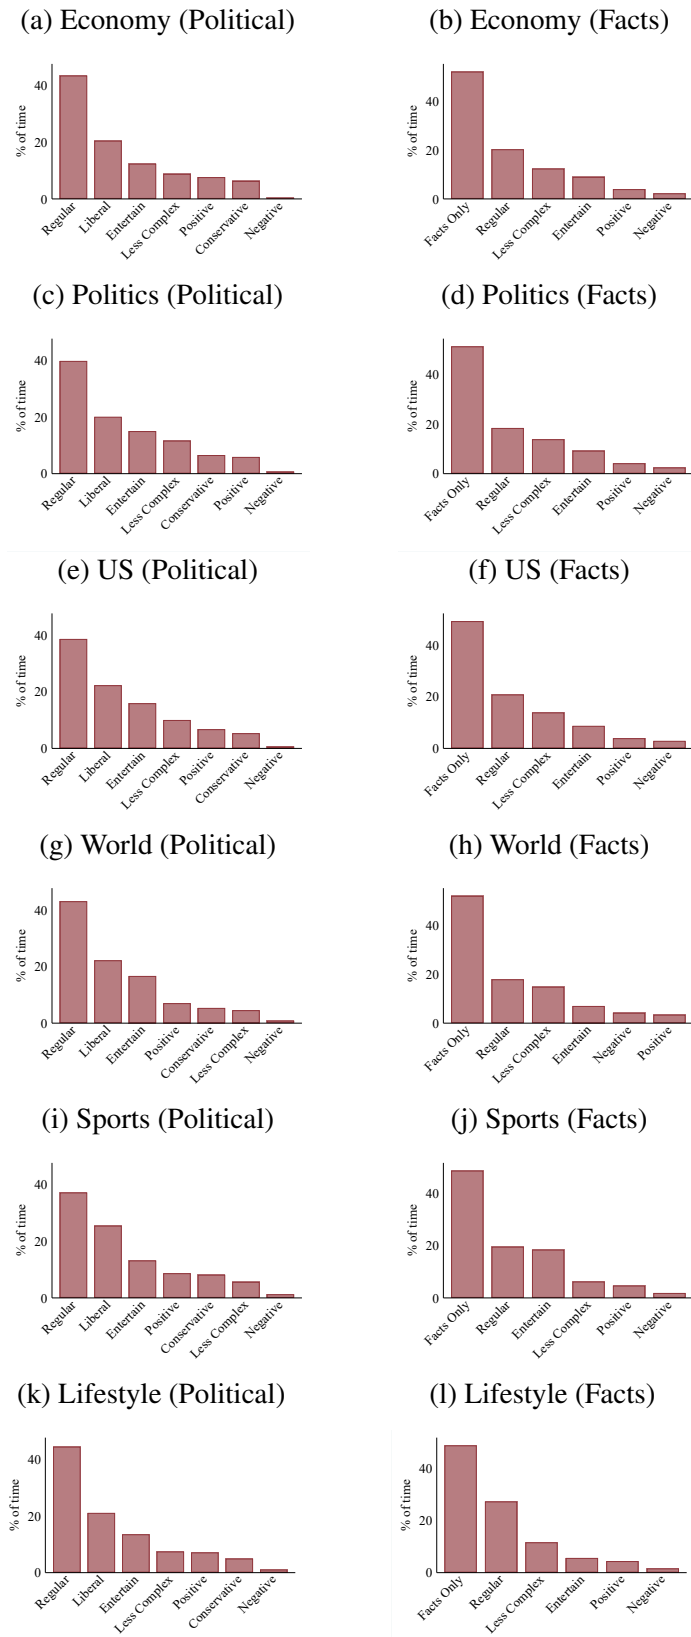 (a) Economy (Political)
% of time
40
20
0
Regular
Liberal
Entertain
Less Complex
Positive
Conservative
Negative
(b) Economy (Facts)
% of time
40
20
0
Facts Only
Regular
Less Complex
Entertain
Positive
Negative
(c) Politics (Political)
% of time
40
20
0
Regular
Liberal
Entertain
Less Complex
Conservative
Positive
Negative
(d) Politics (Facts)
% of time
40
20
0
Facts Only
Regular
Less Complex
Entertain
Positive
Negative
(e) US (Political)
% of time
40
20
0
Regular
Liberal
Entertain
Less Complex
Positive
Conservative
Negative
(f) US (Facts)
% of time
40
20
0
Facts Only
Regular
Less Complex
Entertain
Positive
Negative
(g) World (Political)
% of time
40
20
0
Regular
Liberal
Entertain
Positive
Conservative
Less Complex
Negative
(h) World (Facts)
% of time
40
20
0
Facts Only
Regular
Less Complex
Entertain
Negative
Positive
(i) Sports (Political)
% of time
40
20
0
Regular
Liberal
Entertain
Positive
Conservative
Less Complex
Negative
(j) Sports (Facts)
% of time
40
20
0
Facts Only
Regular
Entertain
Less Complex
Positive
Negative
(k) Lifestyle (Political)
% of time
40
20
0
Regular
Liberal
Entertain
Less Complex
Positive
Conservative
Negative
(l) Lifestyle (Facts)
% of time
40
20
0
Facts Only
Regular
Less Complex
Entertain
Positive
Negative